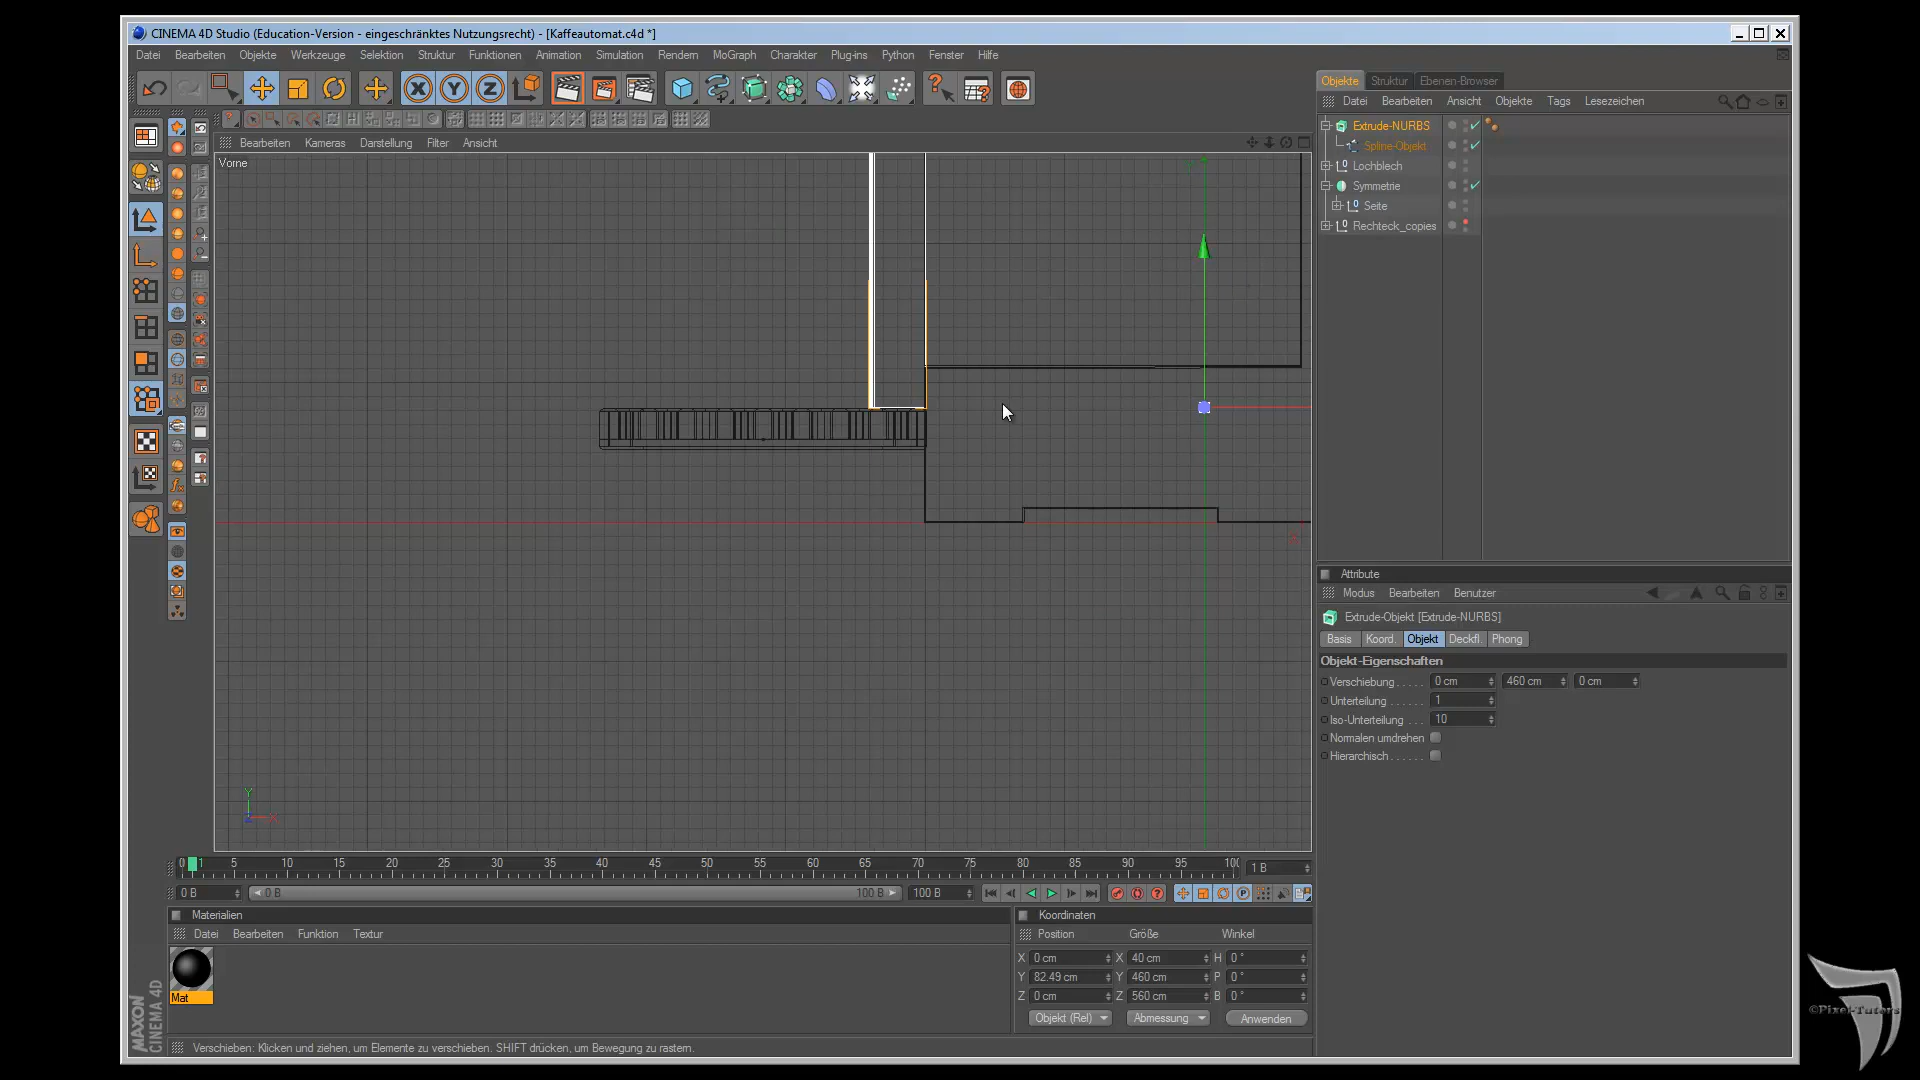 CINEMA 4D Studio (Education-Version - eingeschränktes Nutzungsrecht) - [Kaffeautomat.c4d *]
Datei Bearbeiten Objekte Werkzeuge Selektion Struktur Funktionen Animation Simulation Rendern MoGraph Charakter Plug-ins Python Fenster Hilfe
Objekte Struktur Ebenen-Browser
Datei Bearbeiten Ansicht Objekte Tags Lesezeichen
Extrude-NURBS
Spline-Objekt
Lochblech
Symmetrie
Seite
Rechteck_copies
Bearbeiten Kameras Darstellung Filter Ansicht
Vorne
Y
Attribute
Modus Bearbeiten Benutzer
Extrude-Objekt [Extrude-NURBS]
Basis Koord. Objekt Deckfl. Phong
Objekt-Eigenschaften
Verschiebung . . . . . 0 cm 460 cm 0 cm
Unterteilung . . . . . . 1
Iso-Unterteilung . . . 10
Normalen umdrehen
Hierarchisch . . . . . .
0 1 5 10 15 20 25 30 35 40 45 50 55 60 65 70 75 80 85 90 95 100 1 B
0 B 0 B 100 B 100 B
Materialien
Datei Bearbeiten Funktion Textur
Mat
Koordinaten
Position Größe Winkel
X 0 cm X 40 cm H 0 °
Y 82.49 cm Y 460 cm P 0 °
Z 0 cm Z 560 cm B 0 °
Objekt (Rel) Abmessung Anwenden
MAXON
CINEMA 4D
Verschieben: Klicken und ziehen, um Elemente zu verschieben. SHIFT drücken, um Bewegung zu rastern.
©Pixel-Tutors